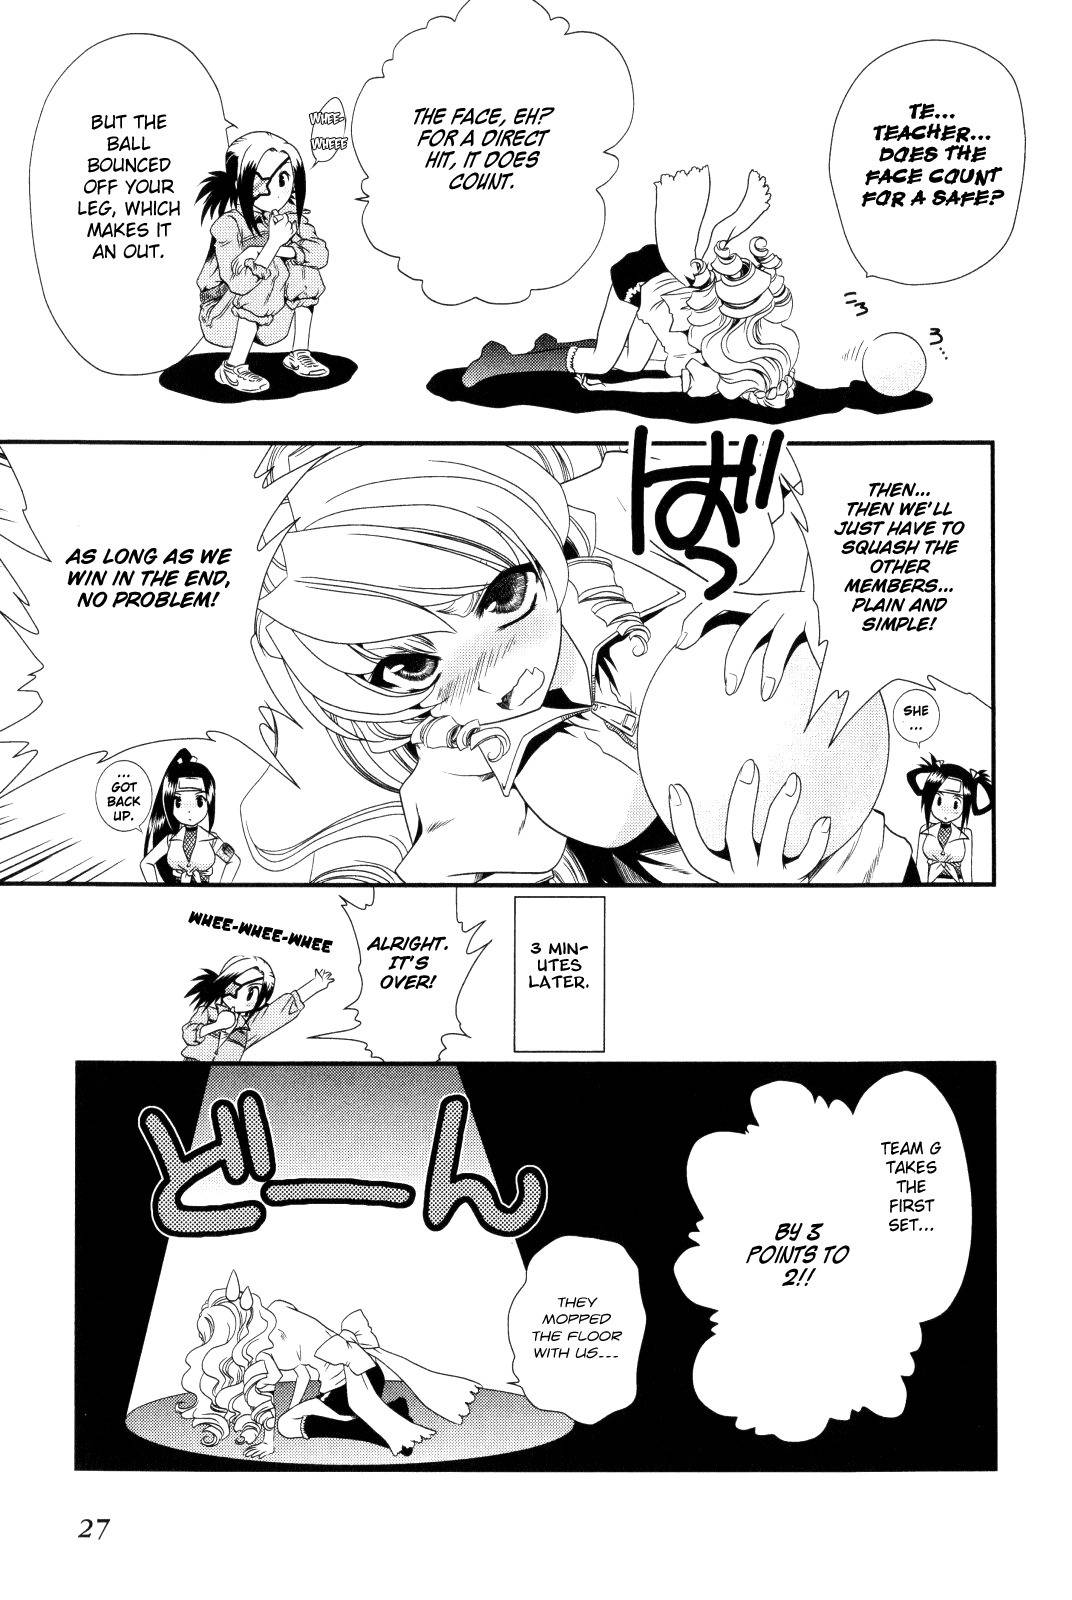 TE...
TEACHER...
DOES THE
FACE COUNT
FOR A SAFE?
THE FACE, EH?
FOR A DIRECT
HIT, IT DOES
COUNT.
WHEE-
WHEEE
BUT THE
BALL
BOUNCED
OFF YOUR
LEG, WHICH
MAKES IT
AN OUT.
THEN...
THEN WE'LL
JUST HAVE TO
SQUASH THE
OTHER
MEMBERS...
PLAIN AND
SIMPLE!
ばっ
AS LONG AS WE
WIN IN THE END,
NO PROBLEM!
SHE
...
...
GOT
BACK
UP.
3 MIN-
UTES
LATER.
ALRIGHT.
IT'S
OVER!
WHEE-WHEE-WHEE
TEAM G
TAKES
THE
FIRST
SET...
BY 3
POINTS TO
2!!
どーん
THEY
MOPPED
THE FLOOR
WITH US...
27